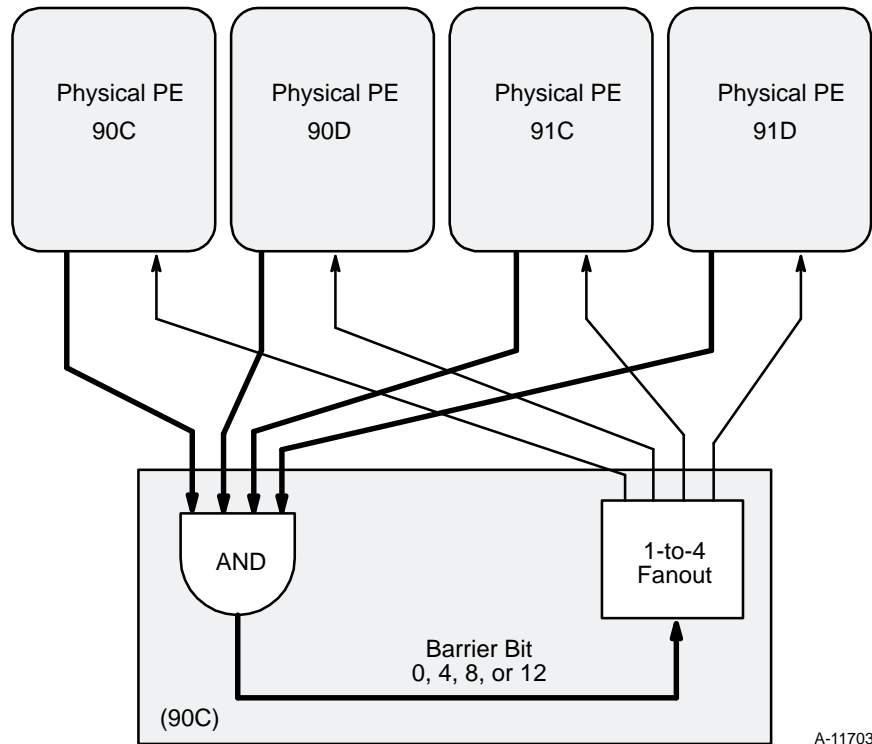 Physical PE
90C
Physical PE
90D
Physical PE
91C
Physical PE
91D
AND
1-to-4
Fanout
Barrier Bit
0, 4, 8, or 12
(90C)
A-11703